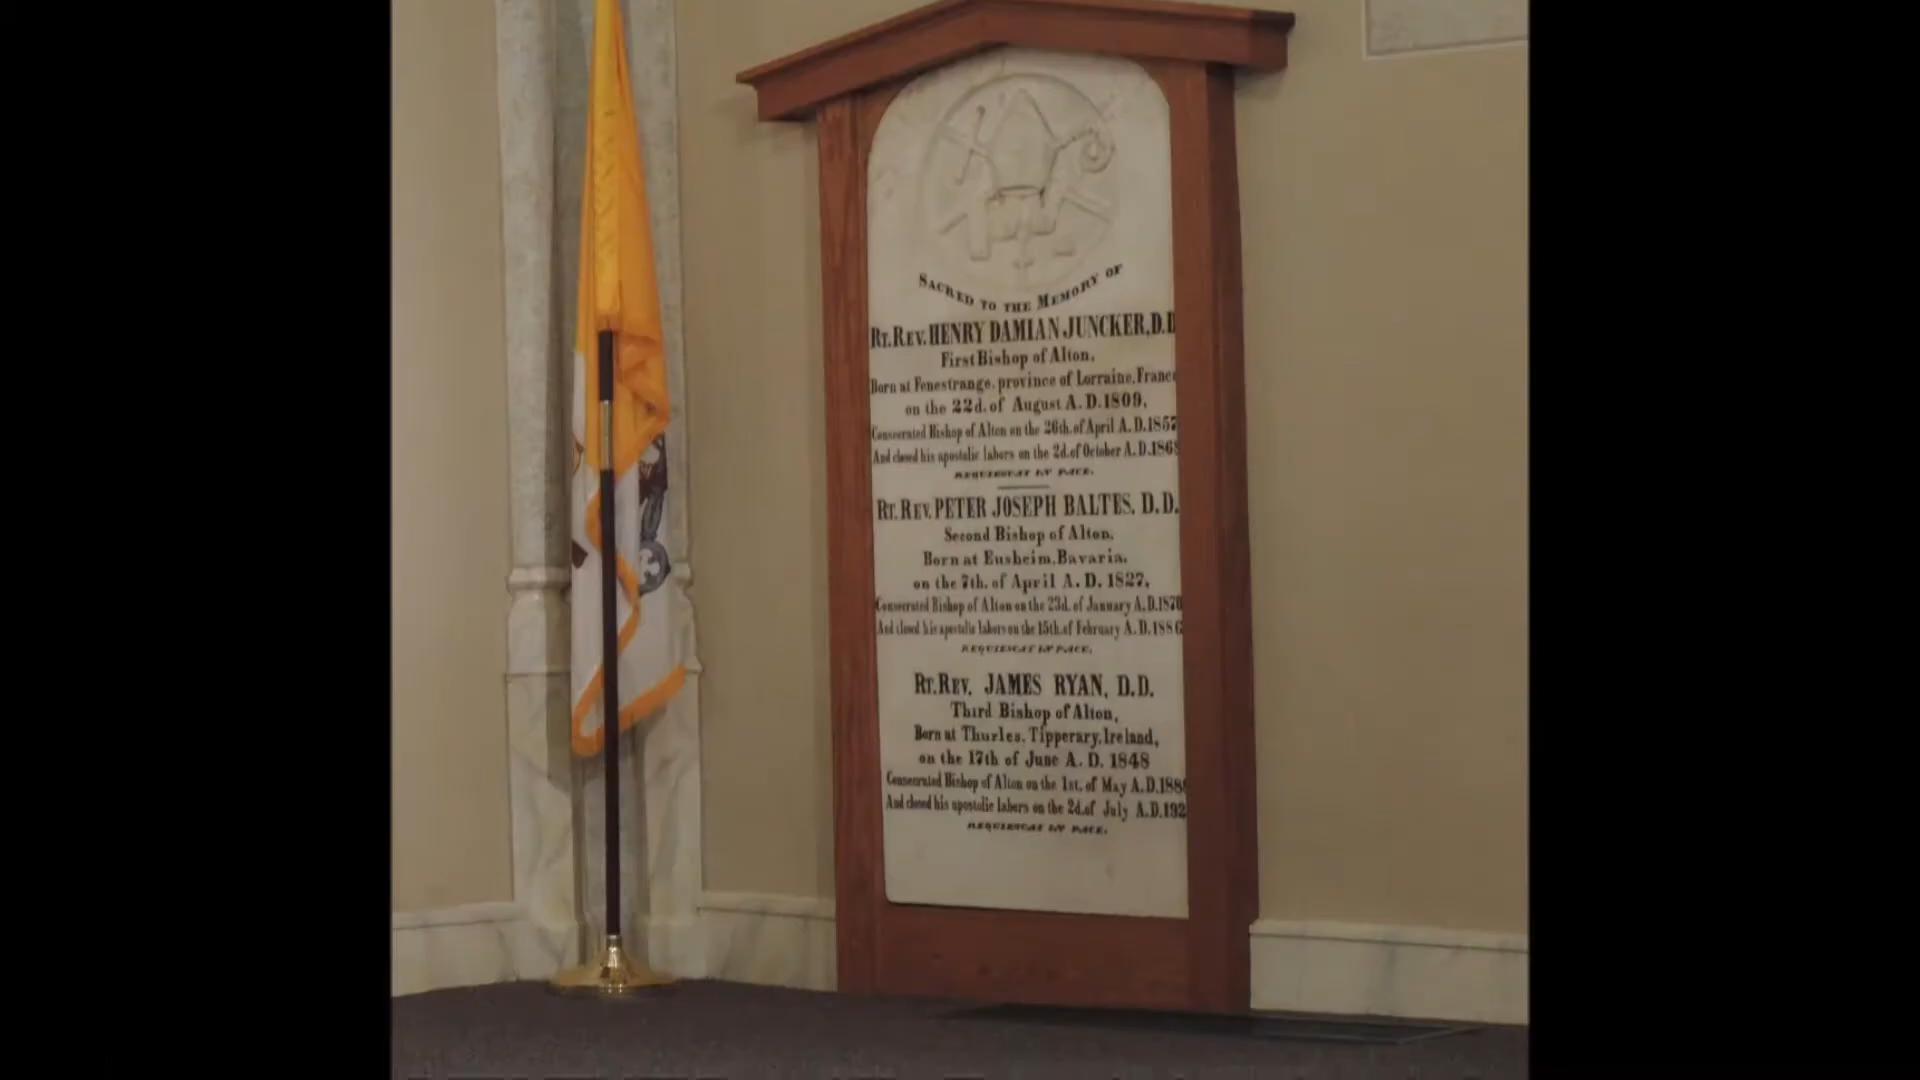 SACRED TO THE MEMORY OF
RT. REV. HENRY DAMIAN JUNCKER, D.D
First Bishop of Alton,
Born at Fenestrange, province of Lorraine, France
on the 22d. of August A. D. 1809,
Consecrated Bishop of Alton on the 26th. of April A. D. 1857
And closed his apostolic labors on the 2d. of October A. D. 186
REQUIESCAT IN PACE.
RT. REV. PETER JOSEPH BALTES, D. D.
Second Bishop of Alton,
Born at Ensheim, Bavaria,
on the 7th. of April A. D. 1827,
Consecrated Bishop of Alton on the 23d. of January A. D. 1870
And closed his apostolic labors on the 15th. of February A. D. 1886
REQUIESCAT IN PACE.
RT. REV. JAMES RYAN, D. D.
Third Bishop of Alton,
Born at Thurles, Tipperary, Ireland,
on the 17th of June A. D. 1848
Consecrated Bishop of Alton on the 1st. of May A. D. 188
And closed his apostolic labors on the 2d. of July A. D. 192
REQUIESCAT IN PACE.